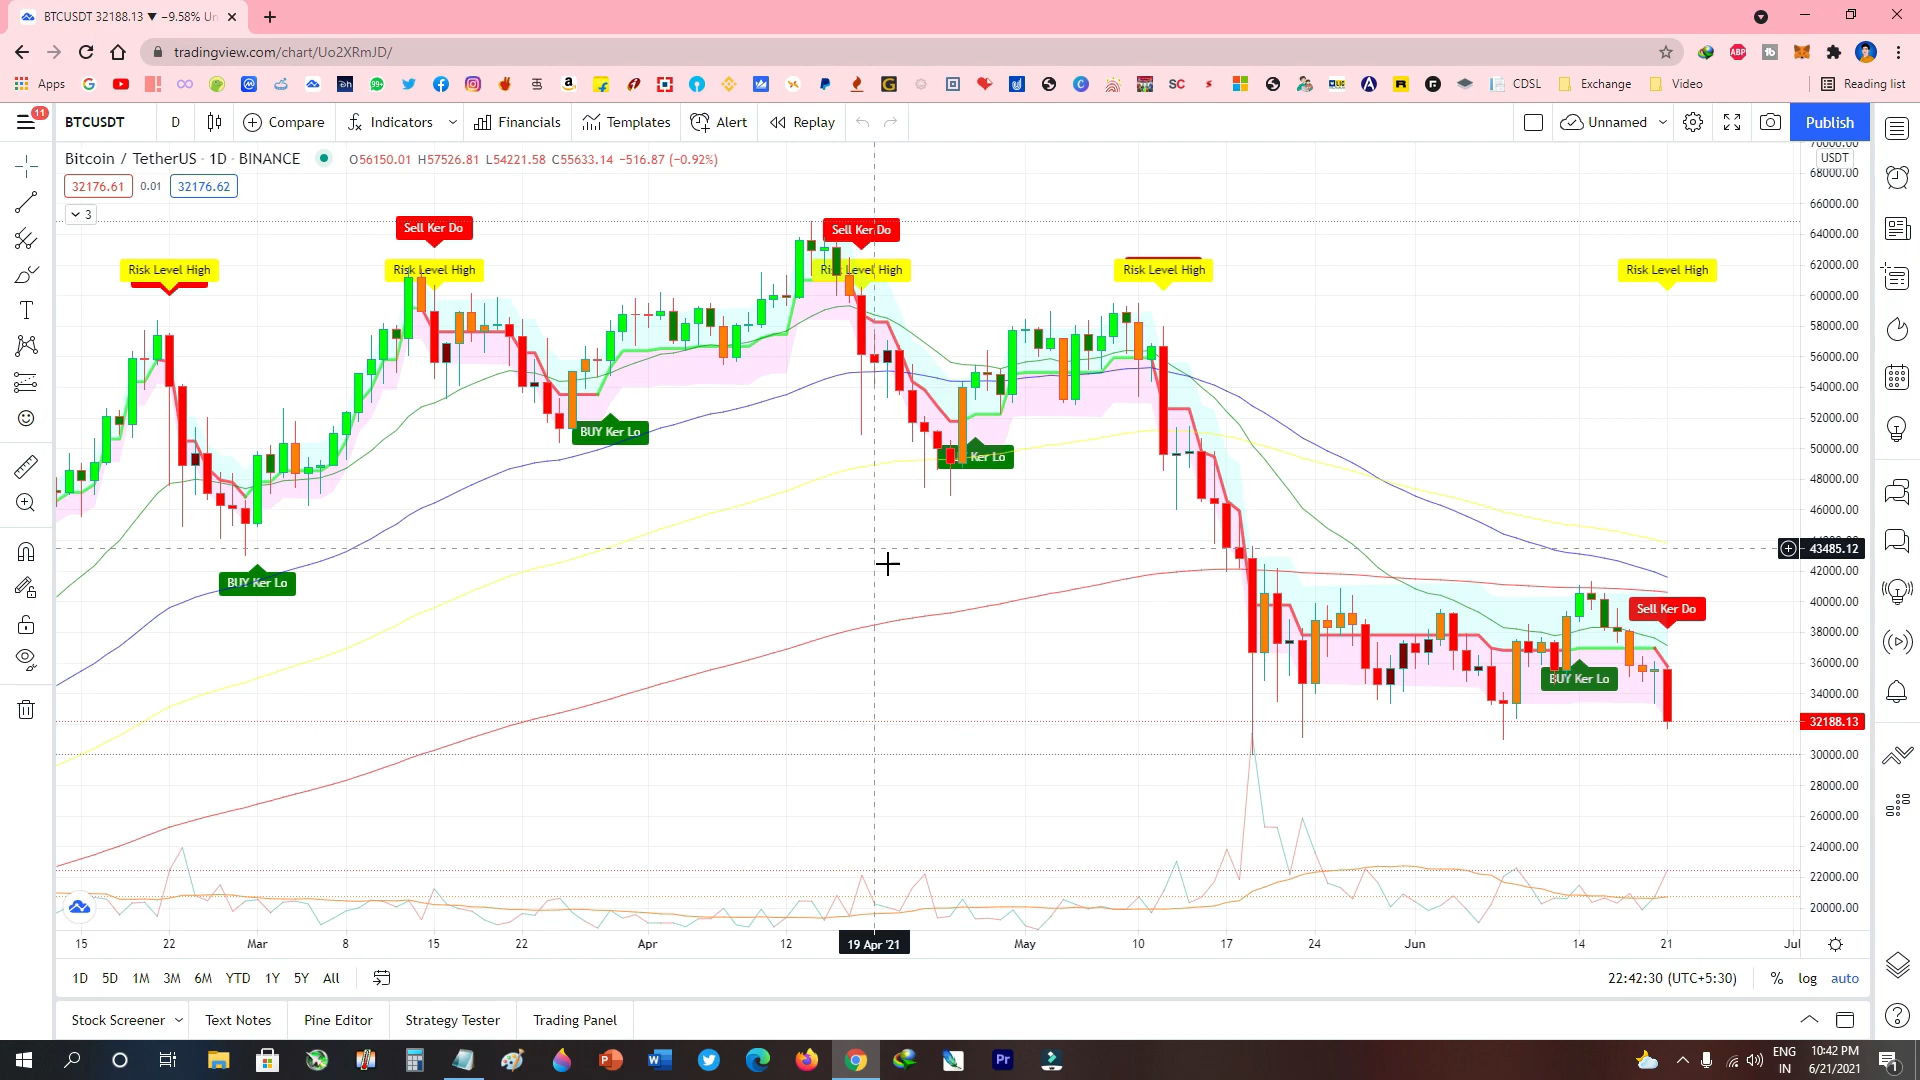 BTCUSDT 32188.13 ▼ −9.58% Un
tradingview.com/chart/Uo2XRmJD/
Apps
SC
CDSL
Exchange
Video
Reading list
11
BTCUSDT
D
Compare
Indicators
Financials
Templates
Alert
Replay
Unnamed
Publish
Bitcoin / TetherUS · 1D · BINANCE
O56150.01 H57526.81 L54221.58 C55633.14 −516.87 (−0.92%)
32176.61 0.01 32176.62
3
USDT
70000.00
68000.00
66000.00
64000.00
62000.00
60000.00
58000.00
56000.00
54000.00
52000.00
50000.00
48000.00
46000.00
43485.12
42000.00
40000.00
38000.00
36000.00
34000.00
32188.13
30000.00
28000.00
26000.00
24000.00
22000.00
20000.00
Sell Ker Do
Sell Ker Do
Risk Level High
Risk Level High
Risk Level High
Risk Level High
Risk Level High
BUY Ker Lo
Ker Lo
BUY Ker Lo
Sell Ker Do
BUY Ker Lo
15 22 Mar 8 15 22 Apr 12 19 Apr '21 May 10 17 24 Jun 14 21 Jul
1D 5D 1M 3M 6M YTD 1Y 5Y All
22:42:30 (UTC+5:30) % log auto
Stock Screener Text Notes Pine Editor Strategy Tester Trading Panel
ENG
IN
10:42 PM
6/21/2021
1